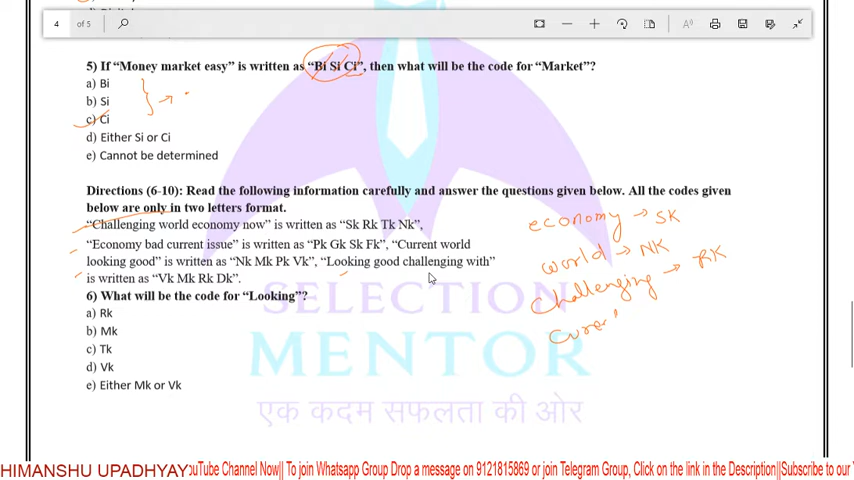 4 of 5
5) If “Money market easy” is written as “Bi Si Ci”, then what will be the code for “Market”?
a) Bi
b) Si
c) Ci
d) Either Si or Ci
e) Cannot be determined
Directions (6-10): Read the following information carefully and answer the questions given below. All the codes given
below are only in two letters format.
“Challenging world economy now” is written as “Sk Rk Tk Nk”,
“Economy bad current issue” is written as “Pk Gk Sk Fk”, “Current world
looking good” is written as “Nk Mk Pk Vk”, “Looking good challenging with”
is written as “Vk Mk Rk Dk”.
6) What will be the code for “Looking”?
a) Rk
b) Mk
c) Tk
d) Vk
e) Either Mk or Vk
economy → SK
world → NK
Challenging → RK
SELECTION
MENTOR
एक कदम सफलता की ओर
HIMANSHU UPADHYAY ouTube Channel Now|| To join Whatsapp Group Drop a message on 9121815869 or join Telegram Group, Click on the link in the Description||Subscribe to our